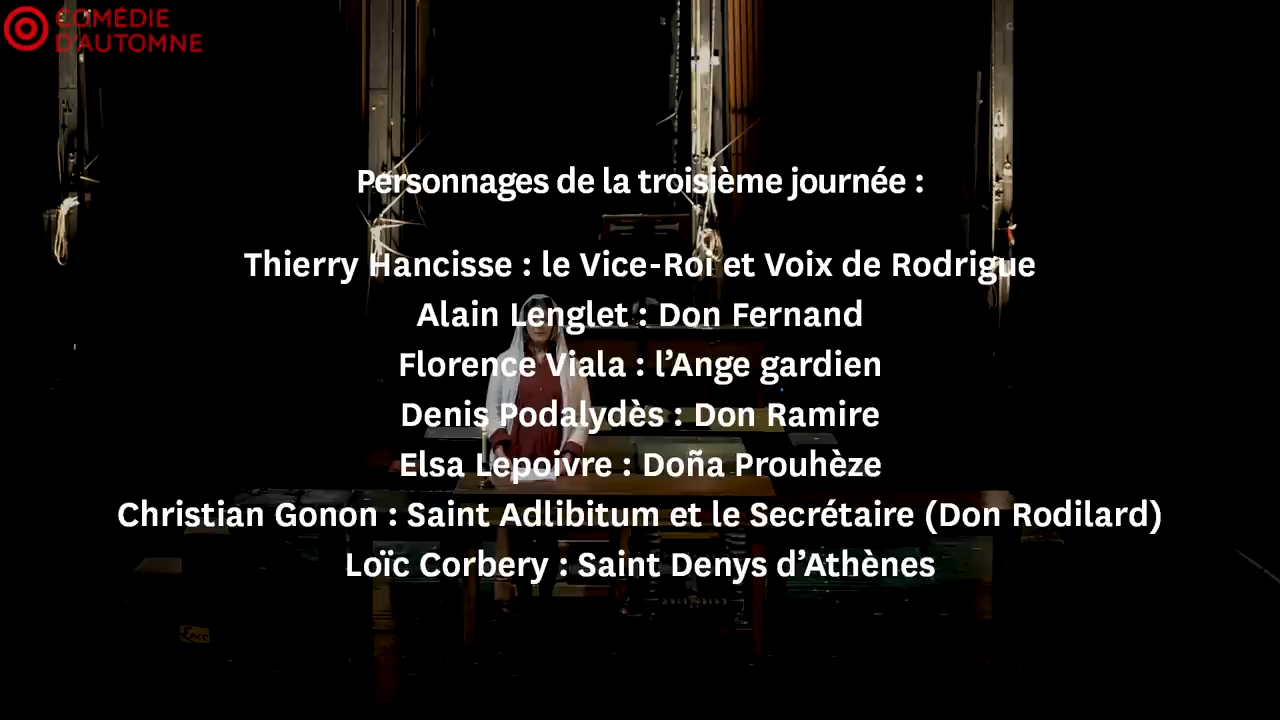 COMÉDIE
D'AUTOMNE
Personnages de la troisième journée :
Thierry Hancisse : le Vice-Roi et Voix de Rodrigue
Alain Lenglet : Don Fernand
Florence Viala : l’Ange gardien
Denis Podalydès : Don Ramire
Elsa Lepoivre : Doña Prouhèze
Christian Gonon : Saint Adlibitum et le Secrétaire (Don Rodilard)
Loïc Corbery : Saint Denys d’Athènes